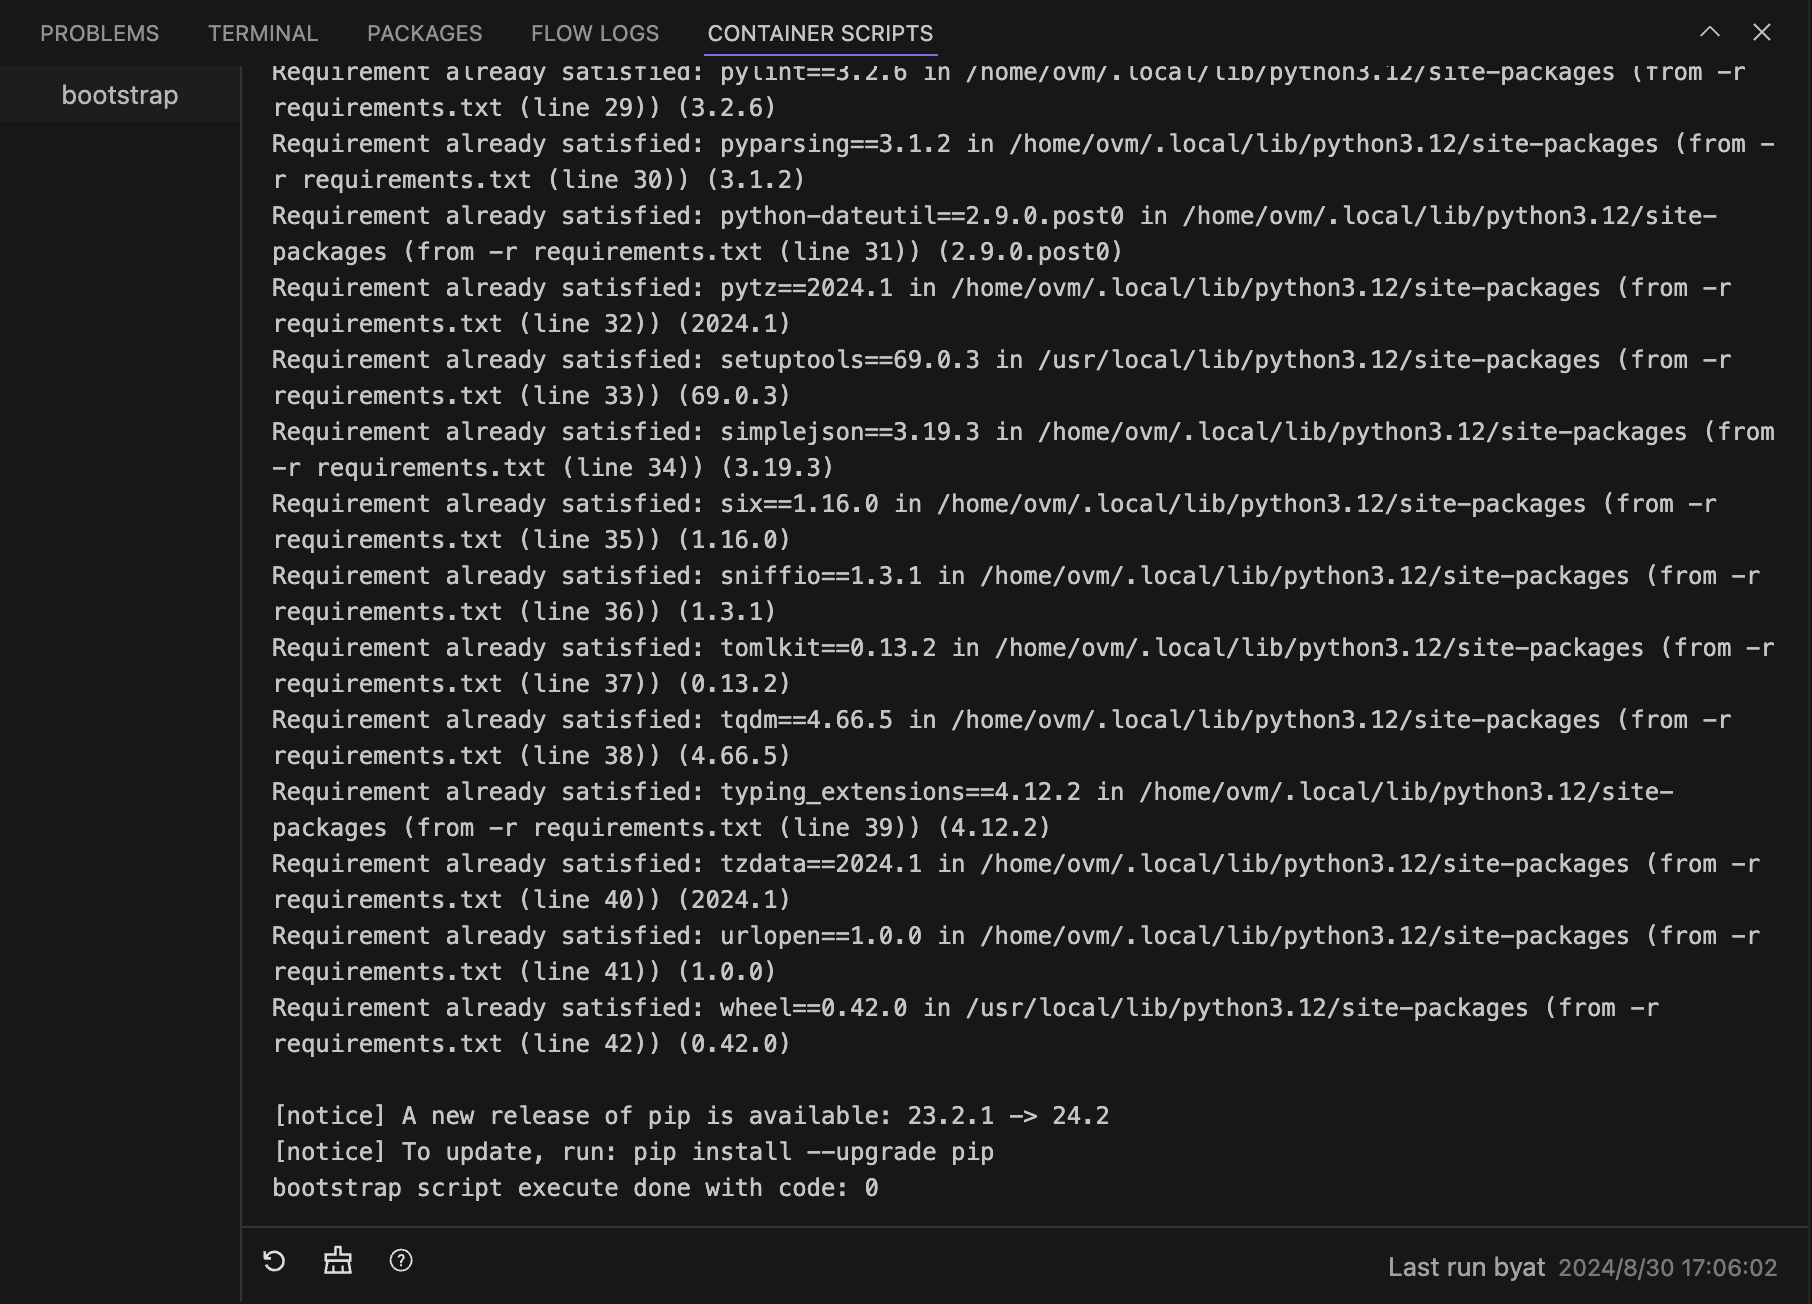 PROBLEMS TERMINAL PACKAGES FLOW LOGS CONTAINER SCRIPTS
bootstrap
Requirement already satisfied: pylint==3.2.6 in /home/ovm/.local/lib/python3.12/site-packages (from -r
requirements.txt (line 29)) (3.2.6)
Requirement already satisfied: pyparsing==3.1.2 in /home/ovm/.local/lib/python3.12/site-packages (from -
r requirements.txt (line 30)) (3.1.2)
Requirement already satisfied: python-dateutil==2.9.0.post0 in /home/ovm/.local/lib/python3.12/site-
packages (from -r requirements.txt (line 31)) (2.9.0.post0)
Requirement already satisfied: pytz==2024.1 in /home/ovm/.local/lib/python3.12/site-packages (from -r
requirements.txt (line 32)) (2024.1)
Requirement already satisfied: setuptools==69.0.3 in /usr/local/lib/python3.12/site-packages (from -r
requirements.txt (line 33)) (69.0.3)
Requirement already satisfied: simplejson==3.19.3 in /home/ovm/.local/lib/python3.12/site-packages (from
-r requirements.txt (line 34)) (3.19.3)
Requirement already satisfied: six==1.16.0 in /home/ovm/.local/lib/python3.12/site-packages (from -r
requirements.txt (line 35)) (1.16.0)
Requirement already satisfied: sniffio==1.3.1 in /home/ovm/.local/lib/python3.12/site-packages (from -r
requirements.txt (line 36)) (1.3.1)
Requirement already satisfied: tomlkit==0.13.2 in /home/ovm/.local/lib/python3.12/site-packages (from -r
requirements.txt (line 37)) (0.13.2)
Requirement already satisfied: tqdm==4.66.5 in /home/ovm/.local/lib/python3.12/site-packages (from -r
requirements.txt (line 38)) (4.66.5)
Requirement already satisfied: typing_extensions==4.12.2 in /home/ovm/.local/lib/python3.12/site-
packages (from -r requirements.txt (line 39)) (4.12.2)
Requirement already satisfied: tzdata==2024.1 in /home/ovm/.local/lib/python3.12/site-packages (from -r
requirements.txt (line 40)) (2024.1)
Requirement already satisfied: urlopen==1.0.0 in /home/ovm/.local/lib/python3.12/site-packages (from -r
requirements.txt (line 41)) (1.0.0)
Requirement already satisfied: wheel==0.42.0 in /usr/local/lib/python3.12/site-packages (from -r
requirements.txt (line 42)) (0.42.0)
[notice] A new release of pip is available: 23.2.1 -> 24.2
[notice] To update, run: pip install --upgrade pip
bootstrap script execute done with code: 0
Last run byat 2024/8/30 17:06:02